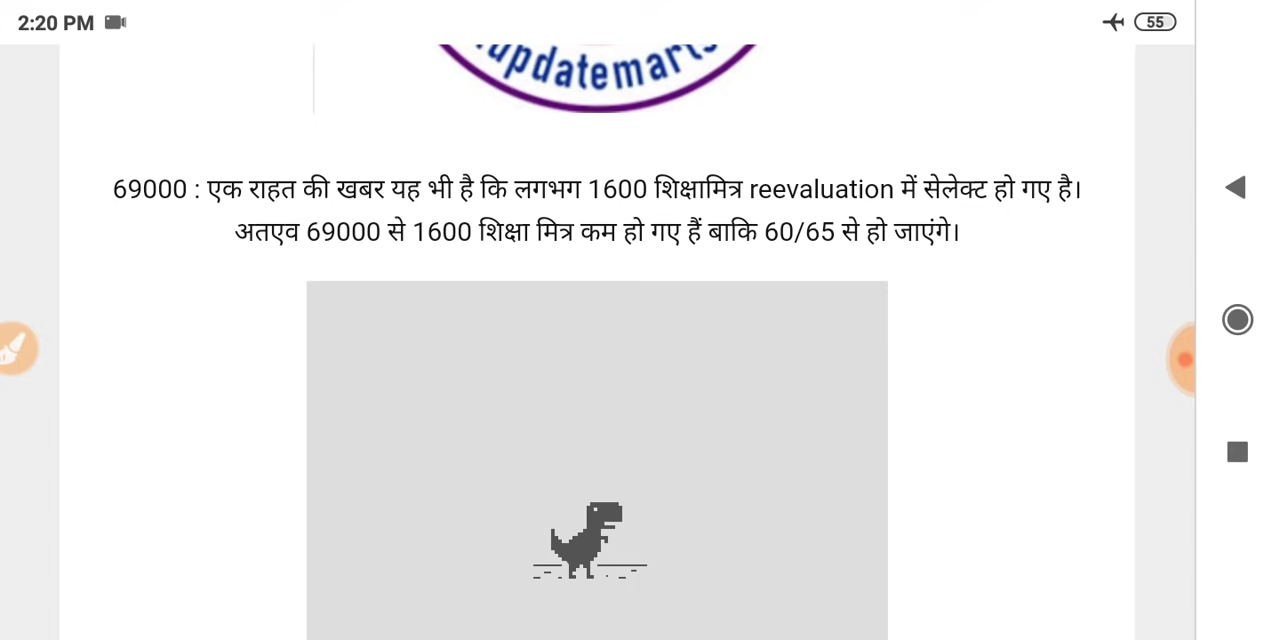 2:20 PM
55
updatemarts
69000 : एक राहत की खबर यह भी है कि लगभग 1600 शिक्षामित्र reevaluation में सेलेक्ट हो गए है।
अतएव 69000 से 1600 शिक्षा मित्र कम हो गए हैं बाकि 60/65 से हो जाएंगे।